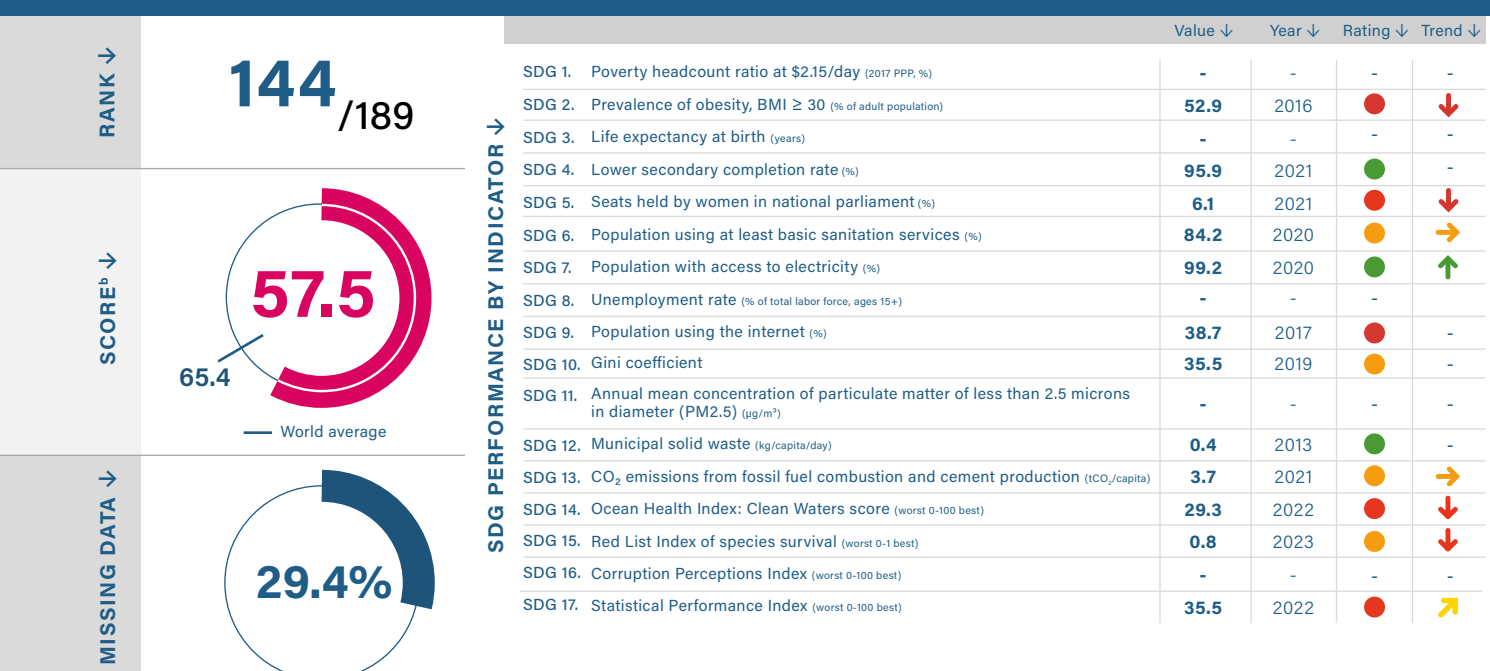 RANK →
144/189
SCOREᵇ →
57.5
65.4
World average
MISSING DATA →
29.4%
SDG PERFORMANCE BY INDICATOR →
Value ↓ Year ↓ Rating ↓ Trend ↓
SDG 1. Poverty headcount ratio at $2.15/day (2017 PPP, %) - - - -
SDG 2. Prevalence of obesity, BMI ≥ 30 (% of adult population) 52.9 2016 ↓
SDG 3. Life expectancy at birth (years) - - - -
SDG 4. Lower secondary completion rate (%) 95.9 2021 -
SDG 5. Seats held by women in national parliament (%) 6.1 2021 ↓
SDG 6. Population using at least basic sanitation services (%) 84.2 2020 →
SDG 7. Population with access to electricity (%) 99.2 2020 ↑
SDG 8. Unemployment rate (% of total labor force, ages 15+) - - -
SDG 9. Population using the internet (%) 38.7 2017 -
SDG 10. Gini coefficient 35.5 2019 -
SDG 11. Annual mean concentration of particulate matter of less than 2.5 microns
in diameter (PM2.5) (µg/m³) - - - -
SDG 12. Municipal solid waste (kg/capita/day) 0.4 2013 -
SDG 13. CO₂ emissions from fossil fuel combustion and cement production (tCO₂/capita) 3.7 2021 →
SDG 14. Ocean Health Index: Clean Waters score (worst 0-100 best) 29.3 2022 ↓
SDG 15. Red List Index of species survival (worst 0-1 best) 0.8 2023 ↓
SDG 16. Corruption Perceptions Index (worst 0-100 best) - - - -
SDG 17. Statistical Performance Index (worst 0-100 best) 35.5 2022 ↗